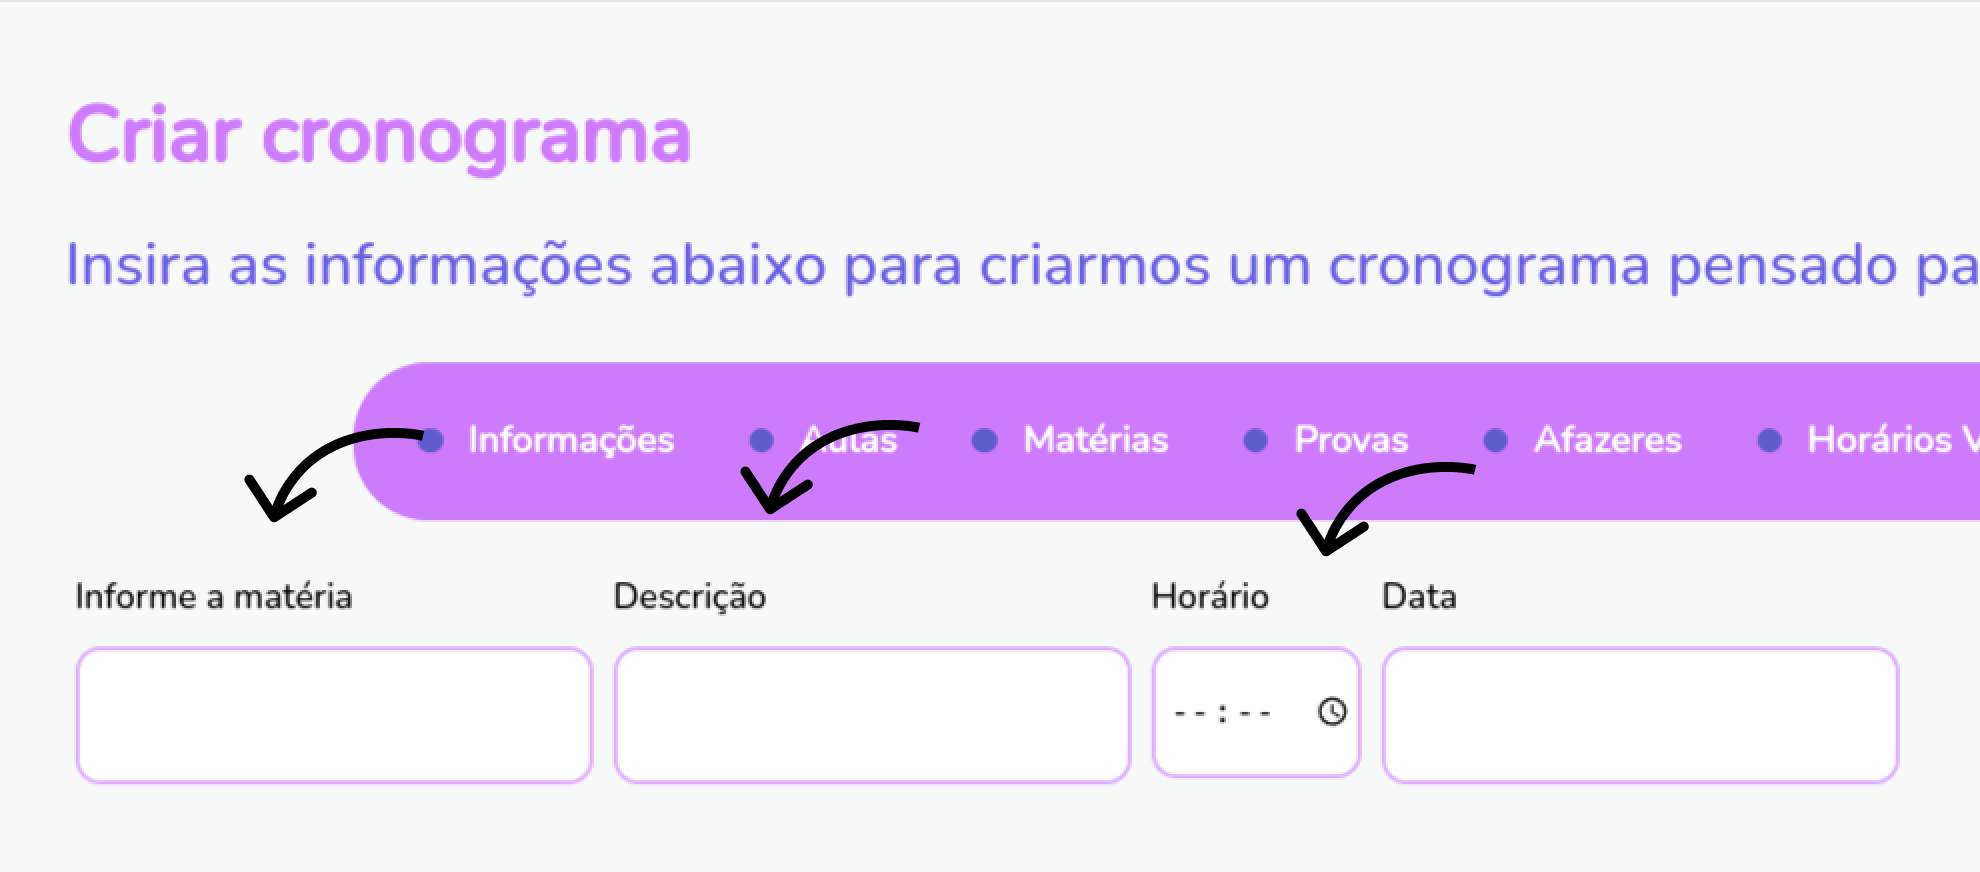 Criar cronograma
Insira as informações abaixo para criarmos um cronograma pensado pa
Informações Aulas Matérias Provas Afazeres Horários V
Informe a matéria Descrição Horário Data
--:--